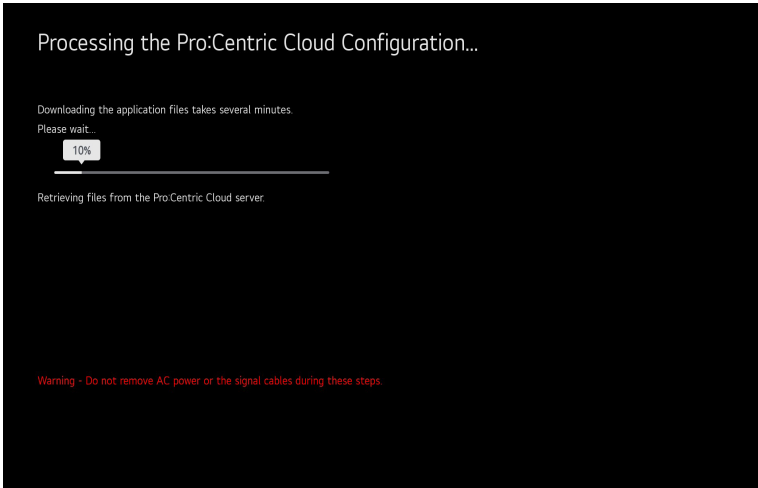 Processing the Pro:Centric Cloud Configuration...
Downloading the application files takes several minutes.
Please wait...
10%
Retrieving files from the Pro:Centric Cloud server.
Warning - Do not remove AC power or the signal cables during these steps.